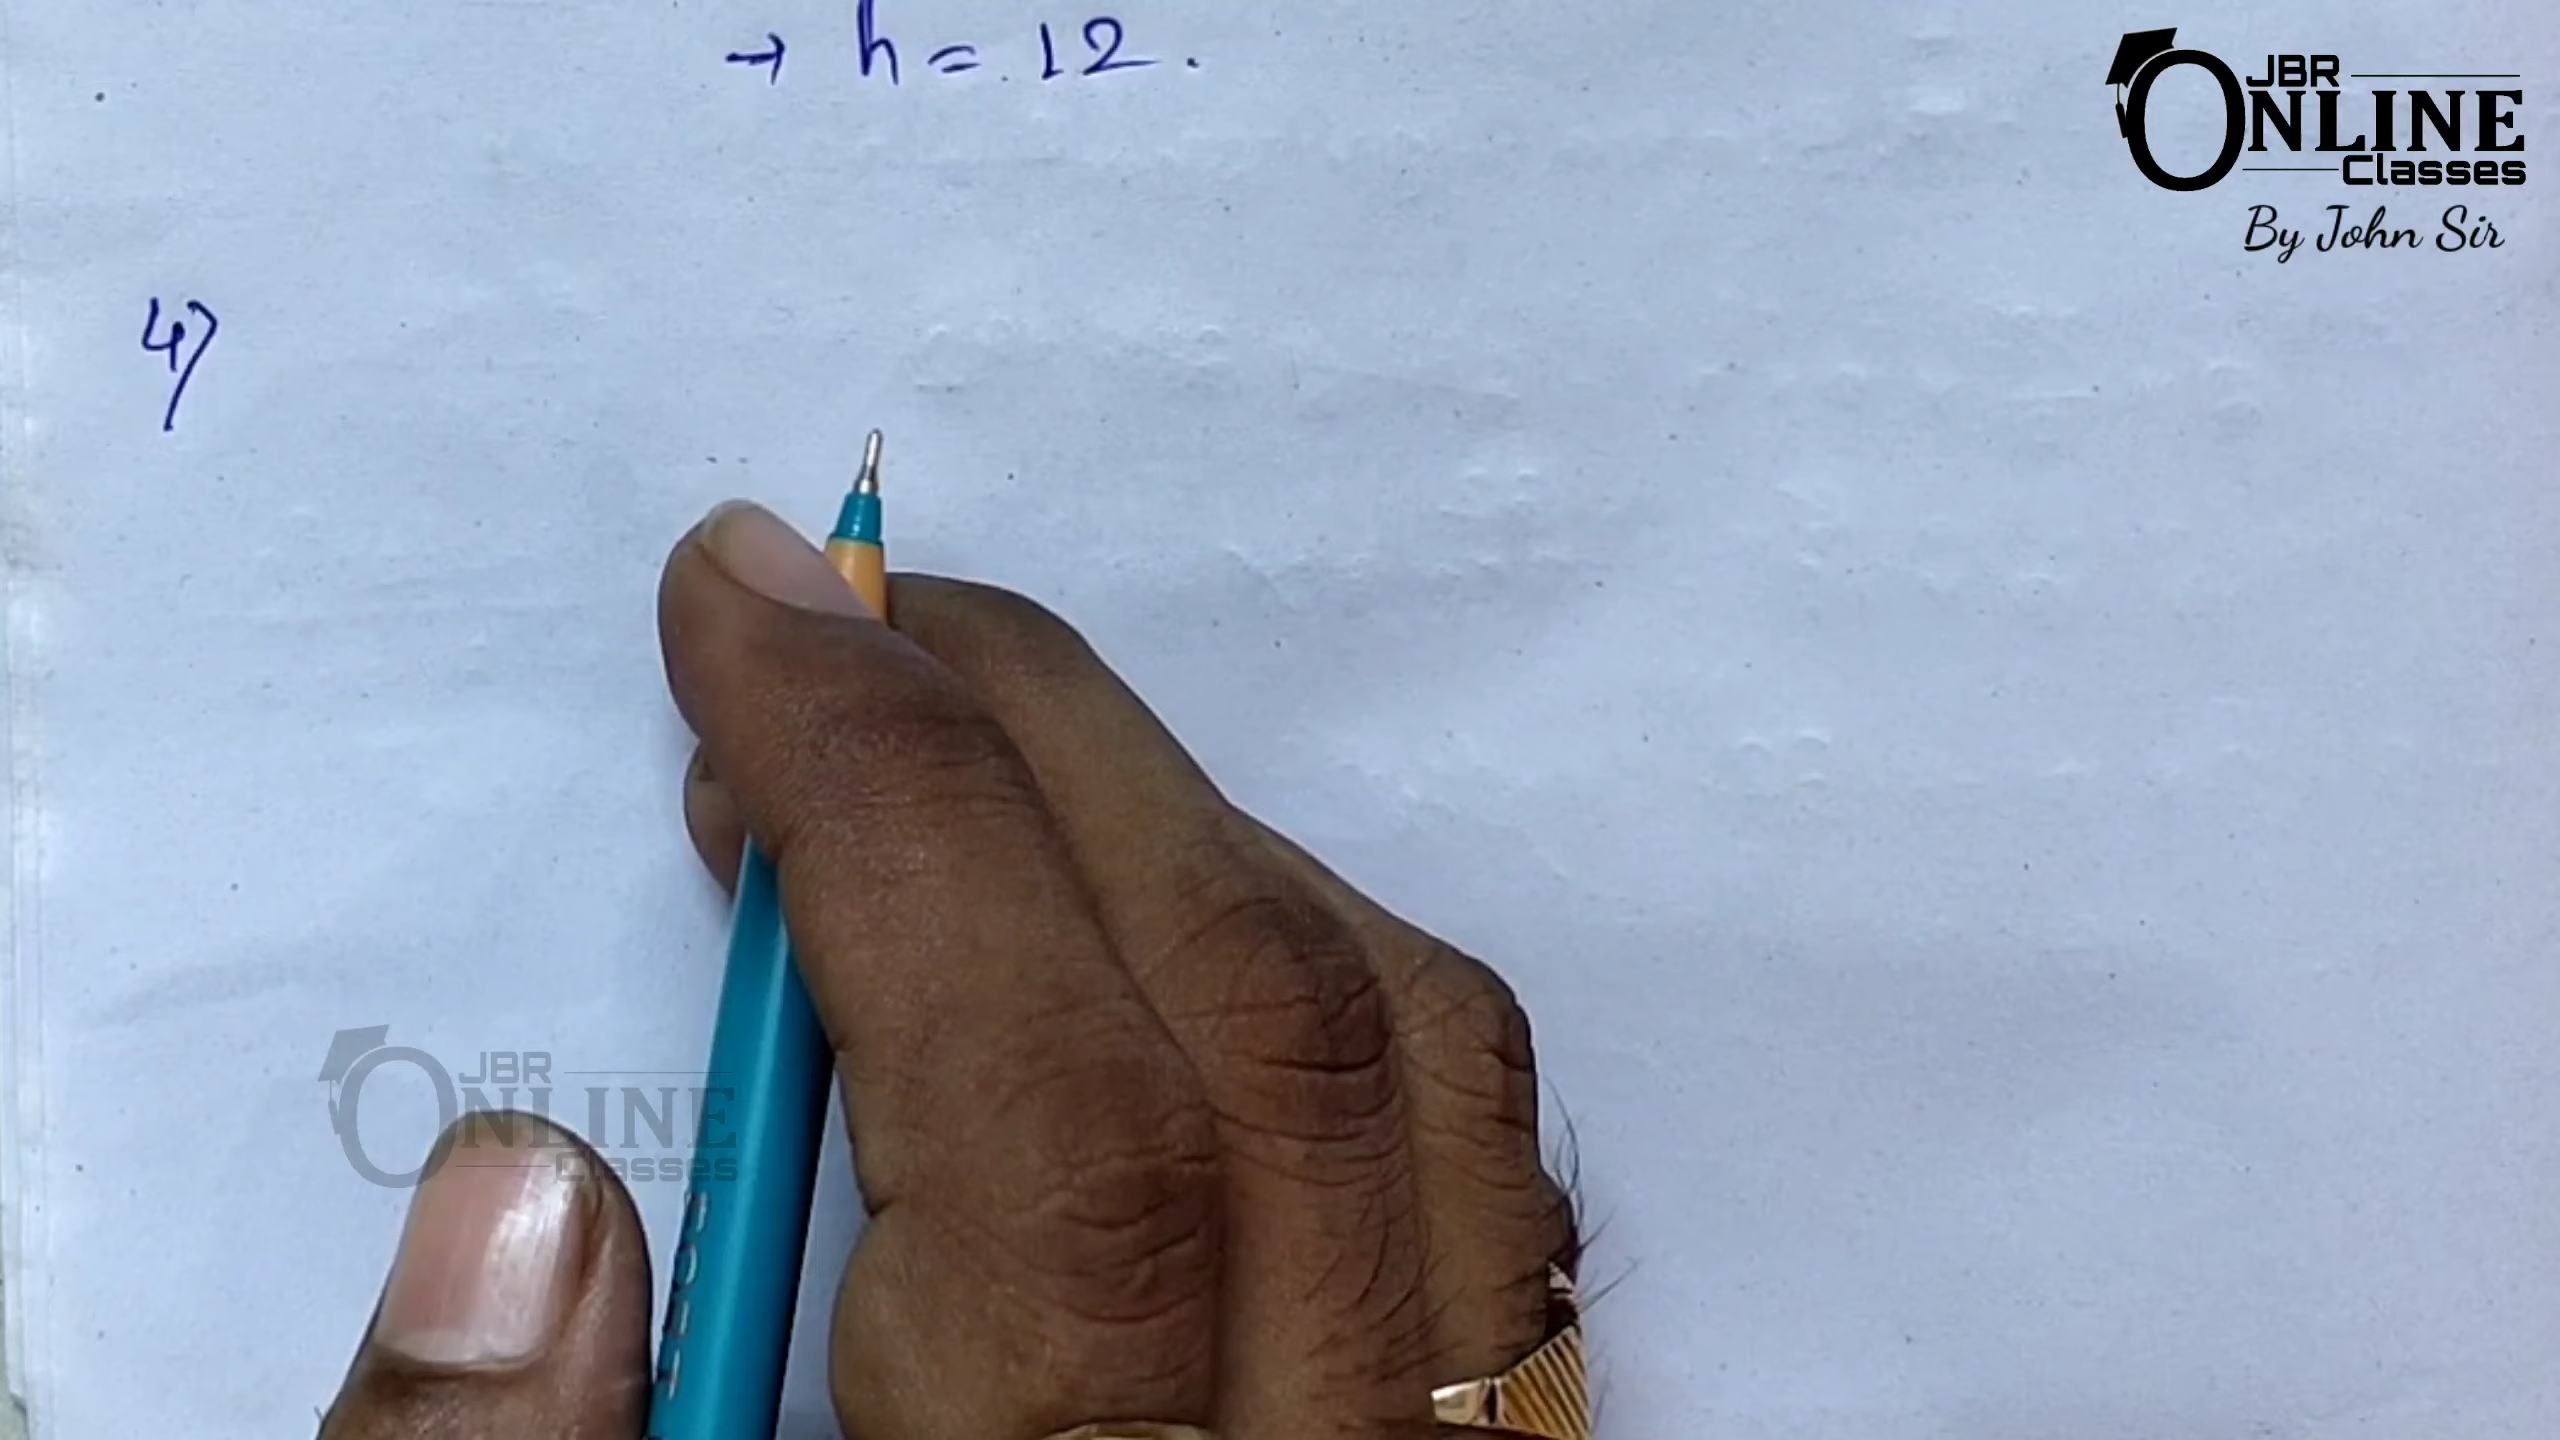 → h = 12.
JBR
ONLINE
Classes
By John Sir
4)
JBR
ONLINE
Classes